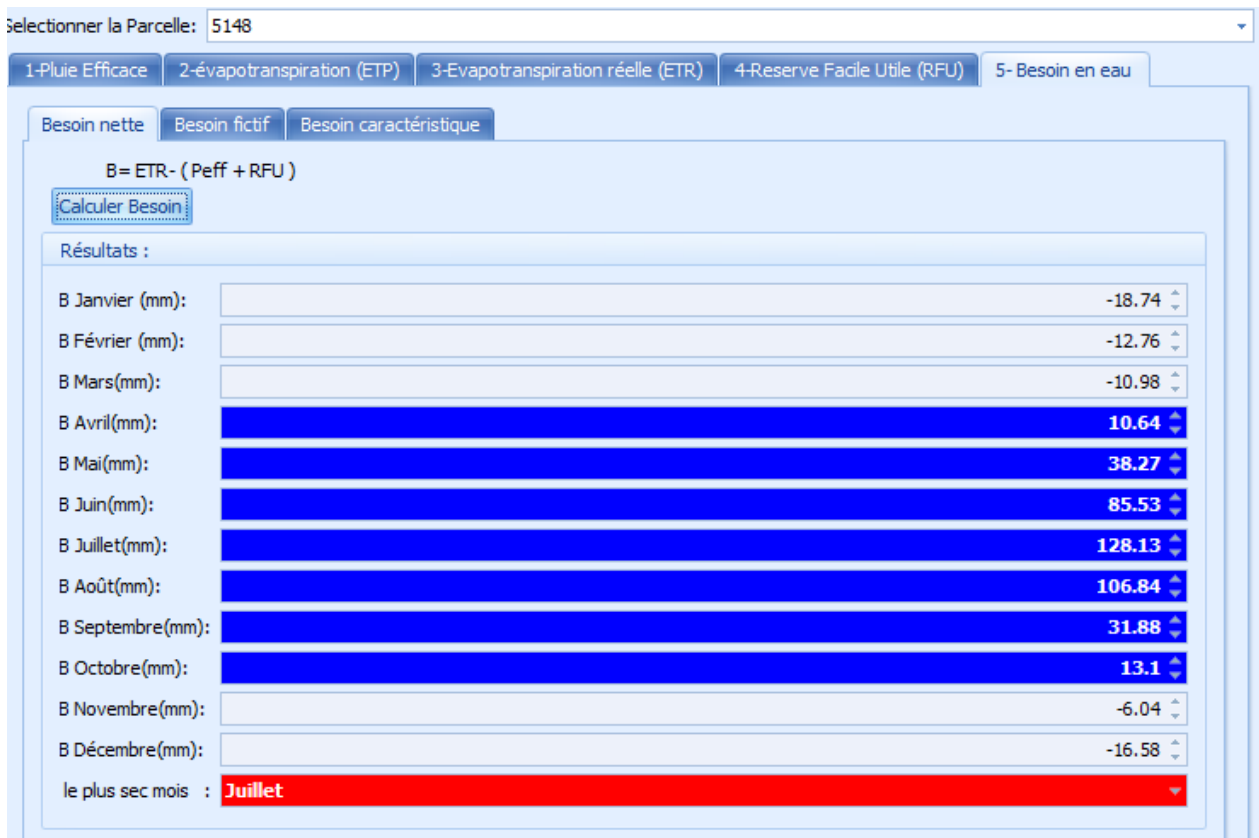 Selectionner la Parcelle: 5148
1-Pluie Efficace 2-évapotranspiration (ETP) 3-Evapotranspiration réelle (ETR) 4-Reserve Facile Utile (RFU) 5- Besoin en eau
Besoin nette Besoin fictif Besoin caractéristique
B= ETR- ( Peff + RFU )
Calculer Besoin
Résultats :
B Janvier (mm): -18.74
B Février (mm): -12.76
B Mars(mm): -10.98
B Avril(mm): 10.64
B Mai(mm): 38.27
B Juin(mm): 85.53
B Juillet(mm): 128.13
B Août(mm): 106.84
B Septembre(mm): 31.88
B Octobre(mm): 13.1
B Novembre(mm): -6.04
B Décembre(mm): -16.58
le plus sec mois : Juillet